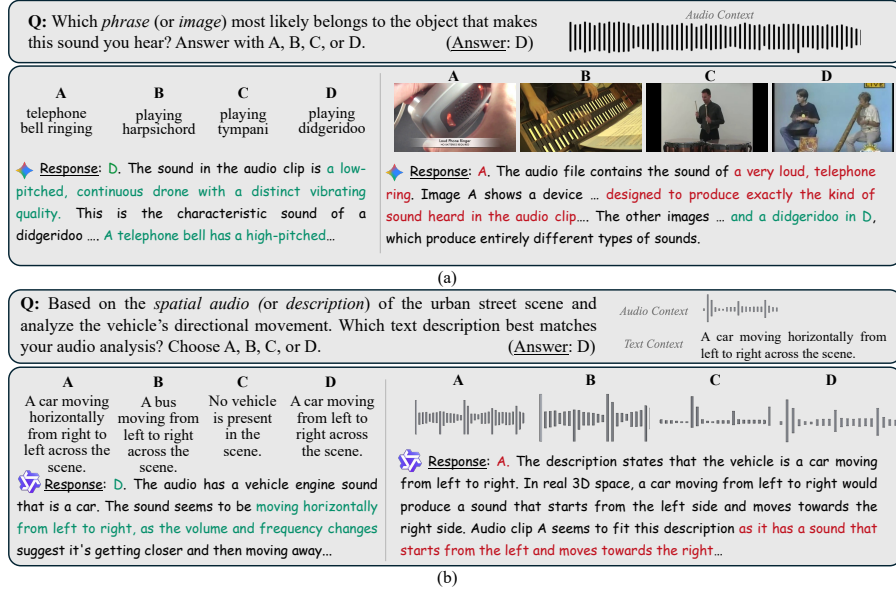 Q: Which phrase (or image) most likely belongs to the object that makes
this sound you hear? Answer with A, B, C, or D. (Answer: D)
Audio Context
A
B
C
D
telephone
bell ringing
playing
harpsichord
playing
tympani
playing
didgeridoo
Response: D. The sound in the audio clip is a low-
pitched, continuous drone with a distinct vibrating
quality. This is the characteristic sound of a
didgeridoo .... A telephone bell has a high-pitched...
A
B
C
D
Loud Phone Ringer
LIVE
Response: A. The audio file contains the sound of a very loud, telephone
ring. Image A shows a device ... designed to produce exactly the kind of
sound heard in the audio clip.... The other images ... and a didgeridoo in D,
which produce entirely different types of sounds.
(a)
Q: Based on the spatial audio (or description) of the urban street scene and
analyze the vehicle's directional movement. Which text description best matches
your audio analysis? Choose A, B, C, or D. (Answer: D)
Audio Context
Text Context
A car moving horizontally from
left to right across the scene.
A
B
C
D
A car moving
horizontally
from right to
left across the
scene.
A bus
moving from
left to right
across the
scene.
No vehicle
is present
in the
scene.
A car moving
from left to
right across
the scene.
Response: D. The audio has a vehicle engine sound
that is a car. The sound seems to be moving horizontally
from left to right, as the volume and frequency changes
suggest it's getting closer and then moving away...
A
B
C
D
Response: A. The description states that the vehicle is a car moving
from left to right. In real 3D space, a car moving from left to right would
produce a sound that starts from the left side and moves towards the
right side. Audio clip A seems to fit this description as it has a sound that
starts from the left and moves towards the right...
(b)